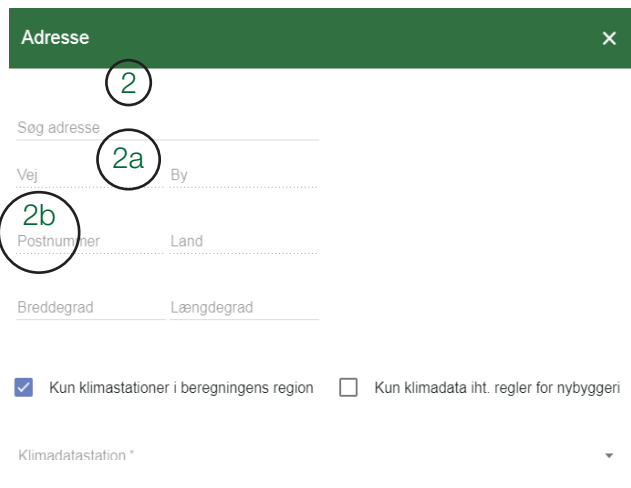 Adresse ×
2
Søg adresse
2a
Vej By
2b
Postnummer Land
Breddegrad Længdegrad
Kun klimastationer i beregningens region Kun klimadata iht. regler for nybyggeri
Klimadatastation *